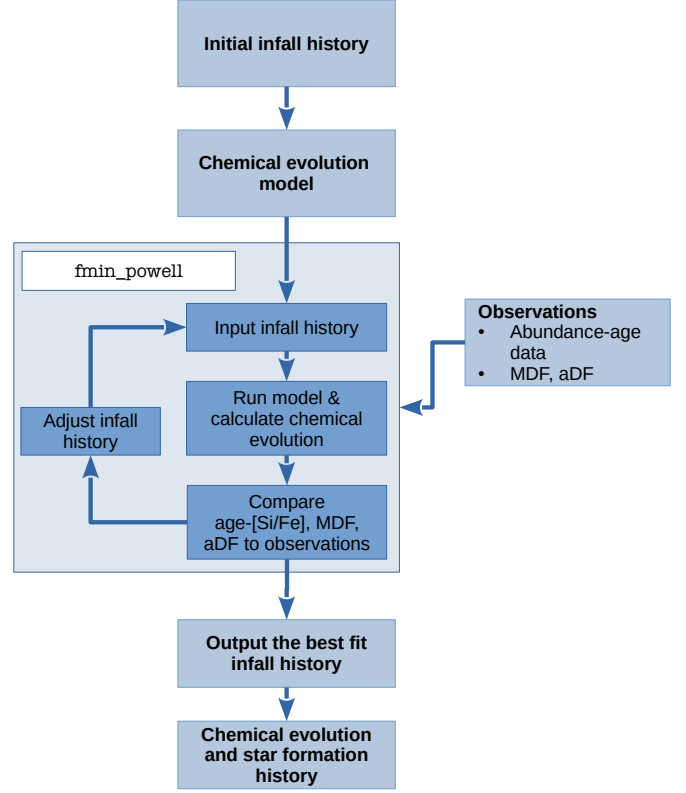 Initial infall history
Chemical evolution
model
fmin_powell
Input infall history
Observations
• Abundance-age
data
• MDF, aDF
Run model &
calculate chemical
evolution
Adjust infall
history
Compare
age-[Si/Fe], MDF,
aDF to observations
Output the best fit
infall history
Chemical evolution
and star formation
history